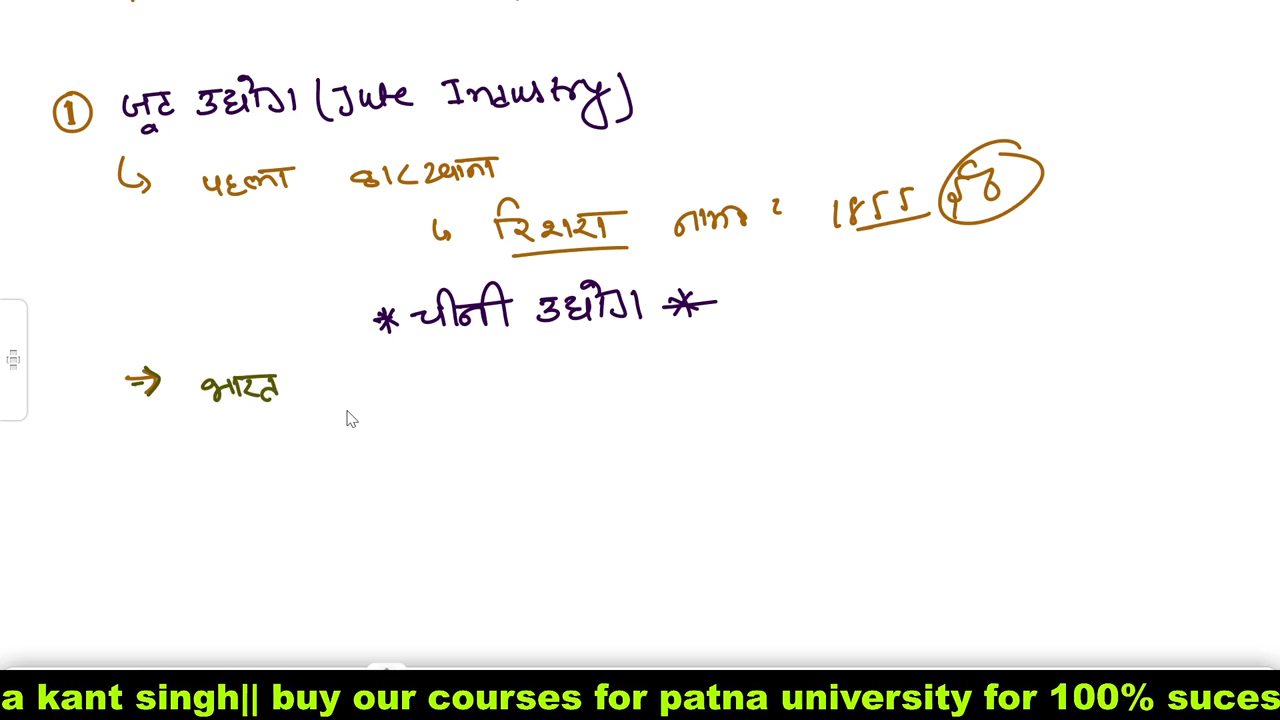 ① जूट उद्योग (Jute Industry)
↳ पहला कारखाना
↳ रिशरा नामक : 1855 ई०
* चीनी उद्योग *
→ भारत
a kant singh|| buy our courses for patna university for 100% suces